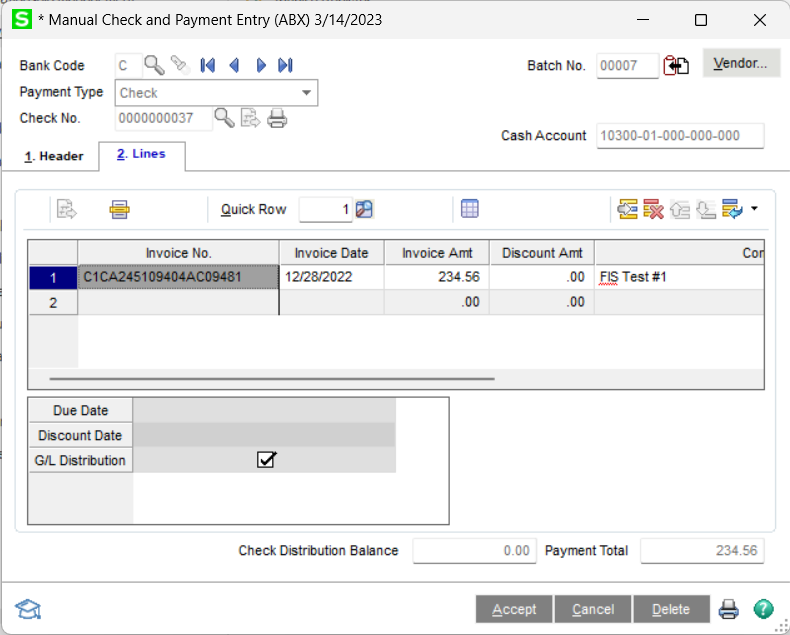 S * Manual Check and Payment Entry (ABX) 3/14/2023
Bank Code C Batch No. 00007 Vendor...
Payment Type Check
Check No. 0000000037
Cash Account 10300-01-000-000-000
1. Header 2. Lines
Quick Row 1
Invoice No. Invoice Date Invoice Amt Discount Amt Cor
1 C1CA245109404AC09481 12/28/2022 234.56 .00 FIS Test #1
2 .00 .00
Due Date
Discount Date
G/L Distribution
Check Distribution Balance 0.00 Payment Total 234.56
Accept Cancel Delete ?